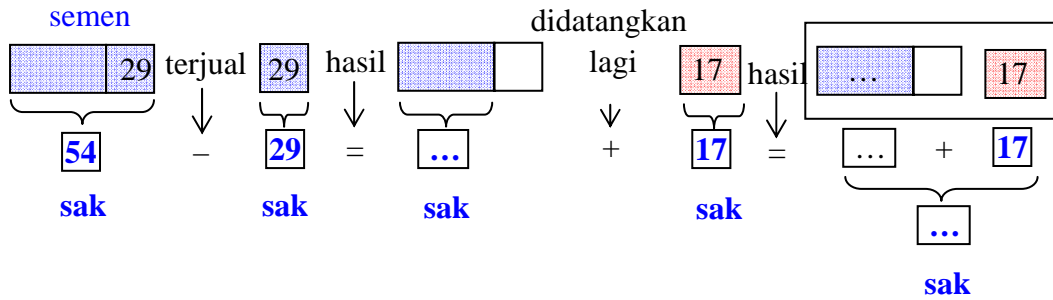 semen
didatangkan
29 terjual 29 hasil lagi 17 hasil … 17
54 – 29 = … + 17 = … + 17
sak sak sak sak
…
sak